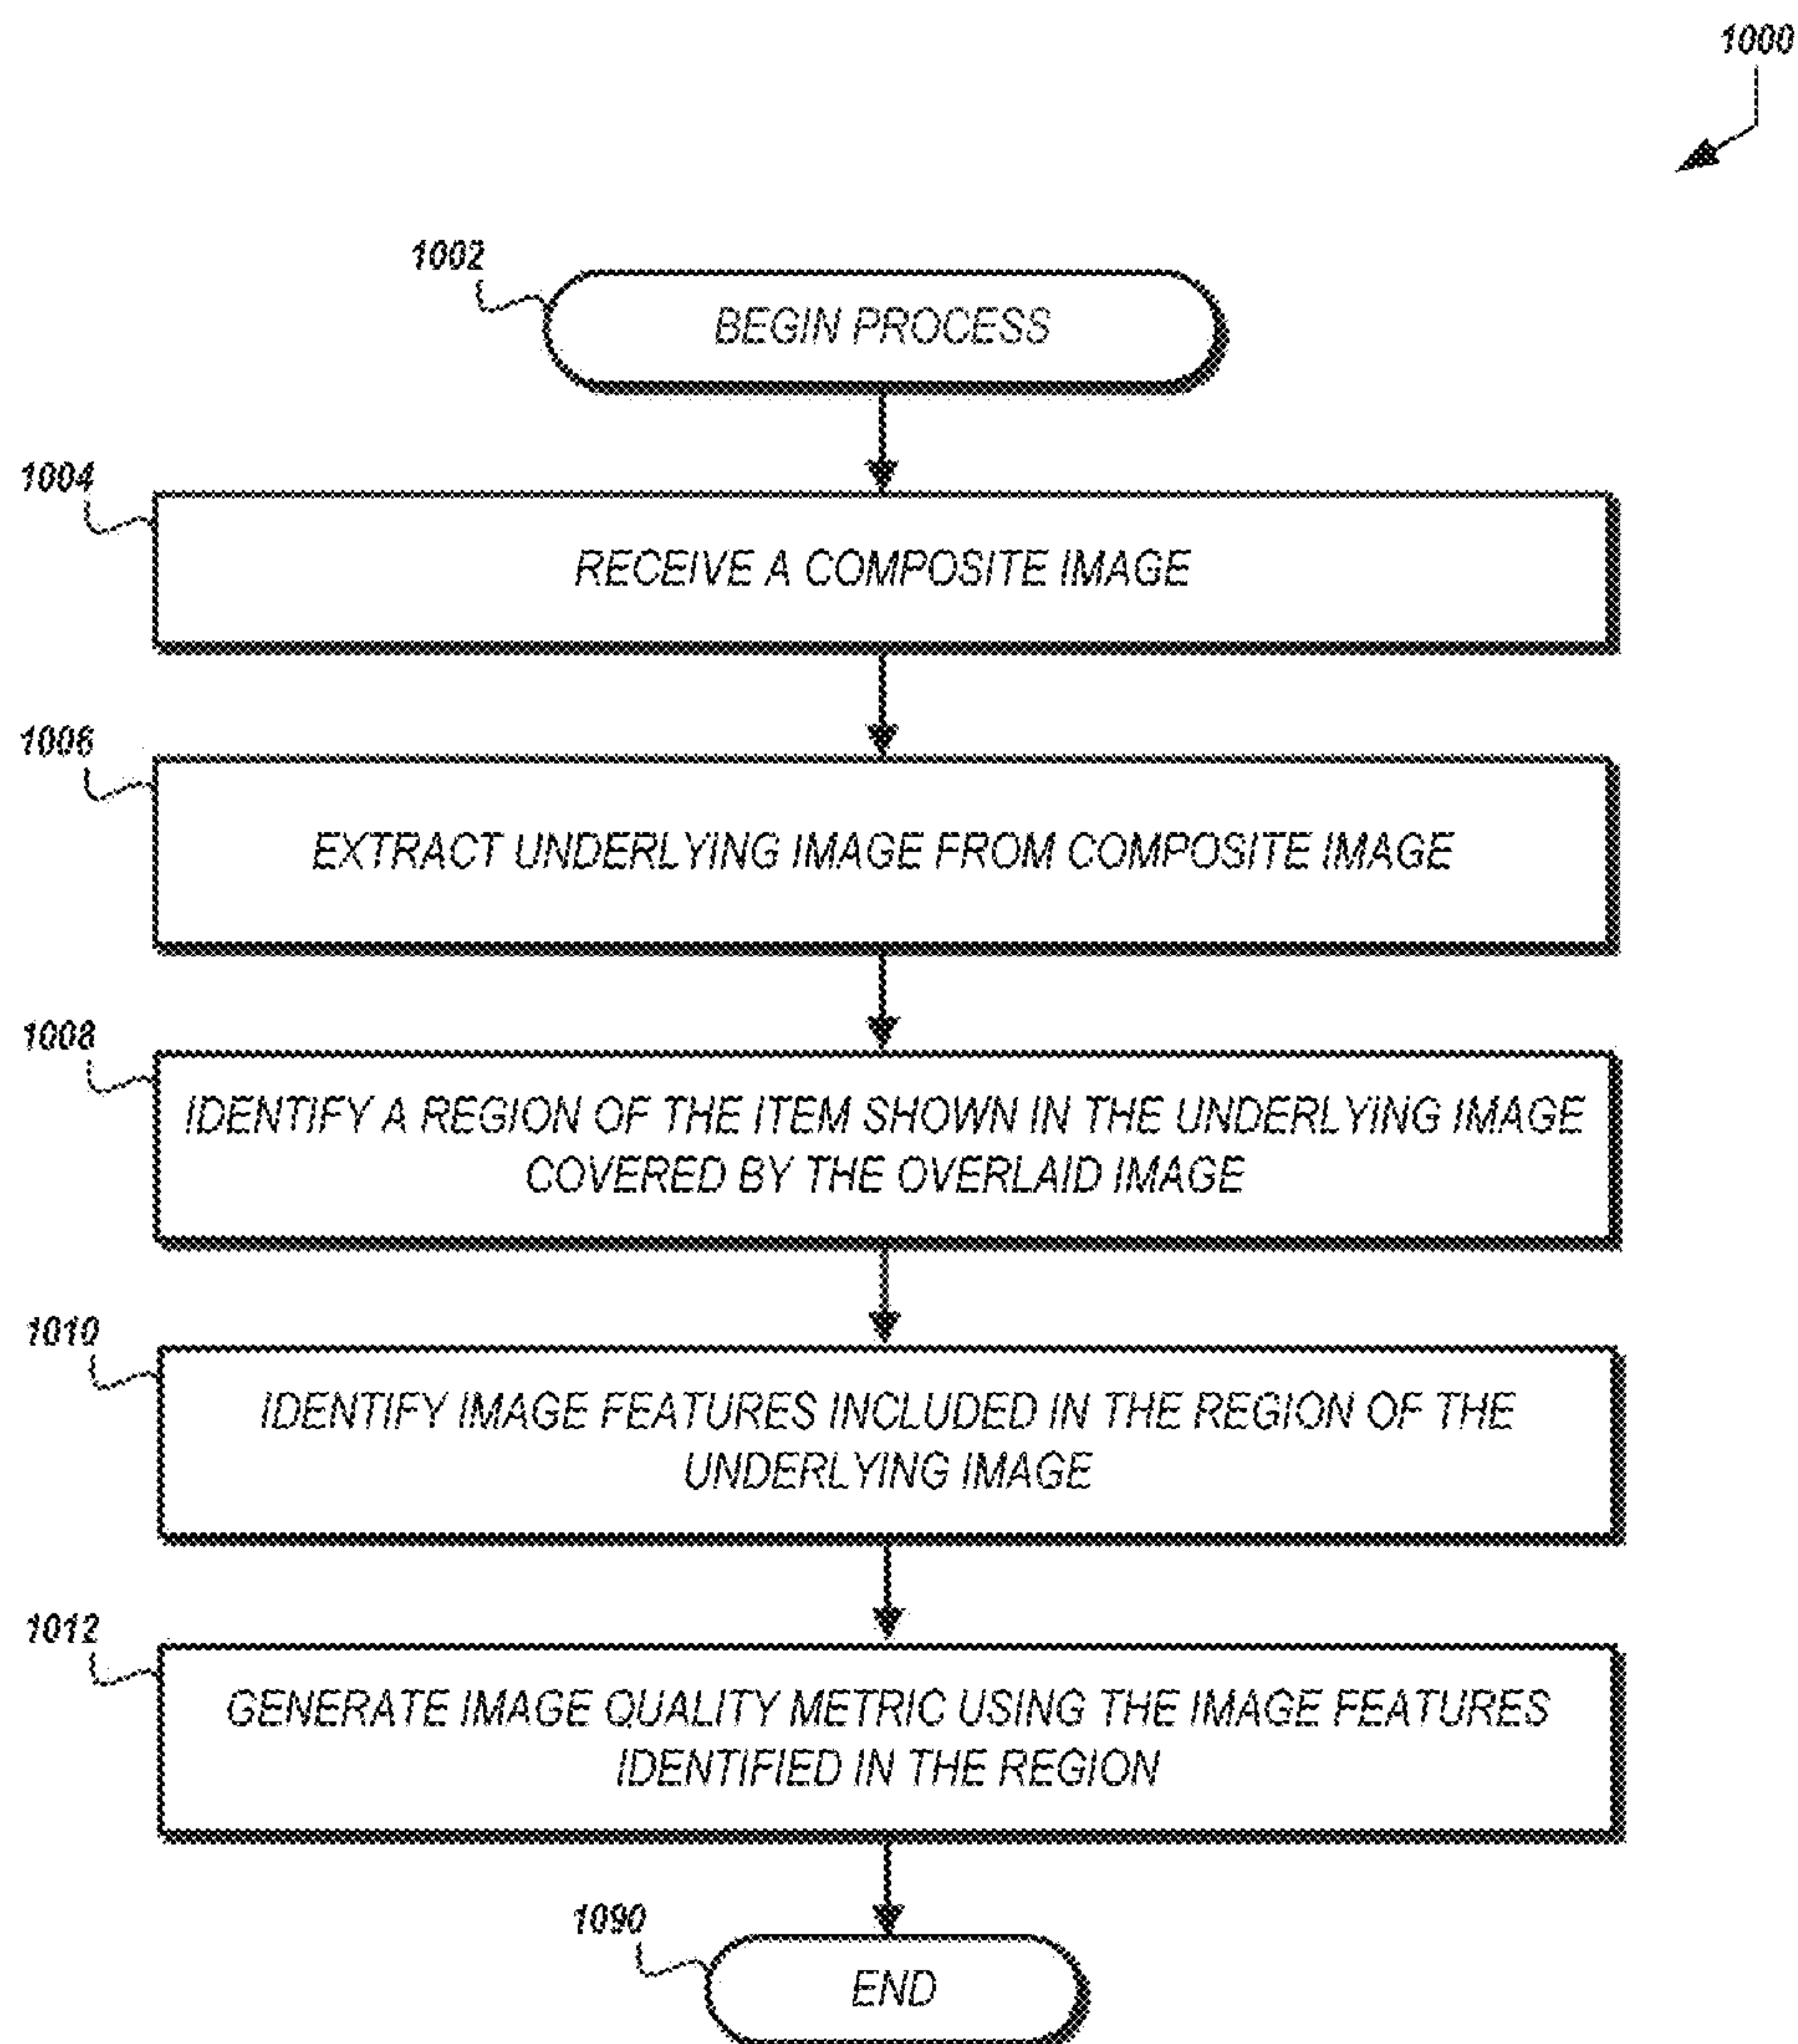 1000
1002
BEGIN PROCESS
1004
RECEIVE A COMPOSITE IMAGE
1006
EXTRACT UNDERLYING IMAGE FROM COMPOSITE IMAGE
1008
IDENTIFY A REGION OF THE ITEM SHOWN IN THE UNDERLYING IMAGE
COVERED BY THE OVERLAID IMAGE
1010
IDENTIFY IMAGE FEATURES INCLUDED IN THE REGION OF THE
UNDERLYING IMAGE
1012
GENERATE IMAGE QUALITY METRIC USING THE IMAGE FEATURES
IDENTIFIED IN THE REGION
1090
END